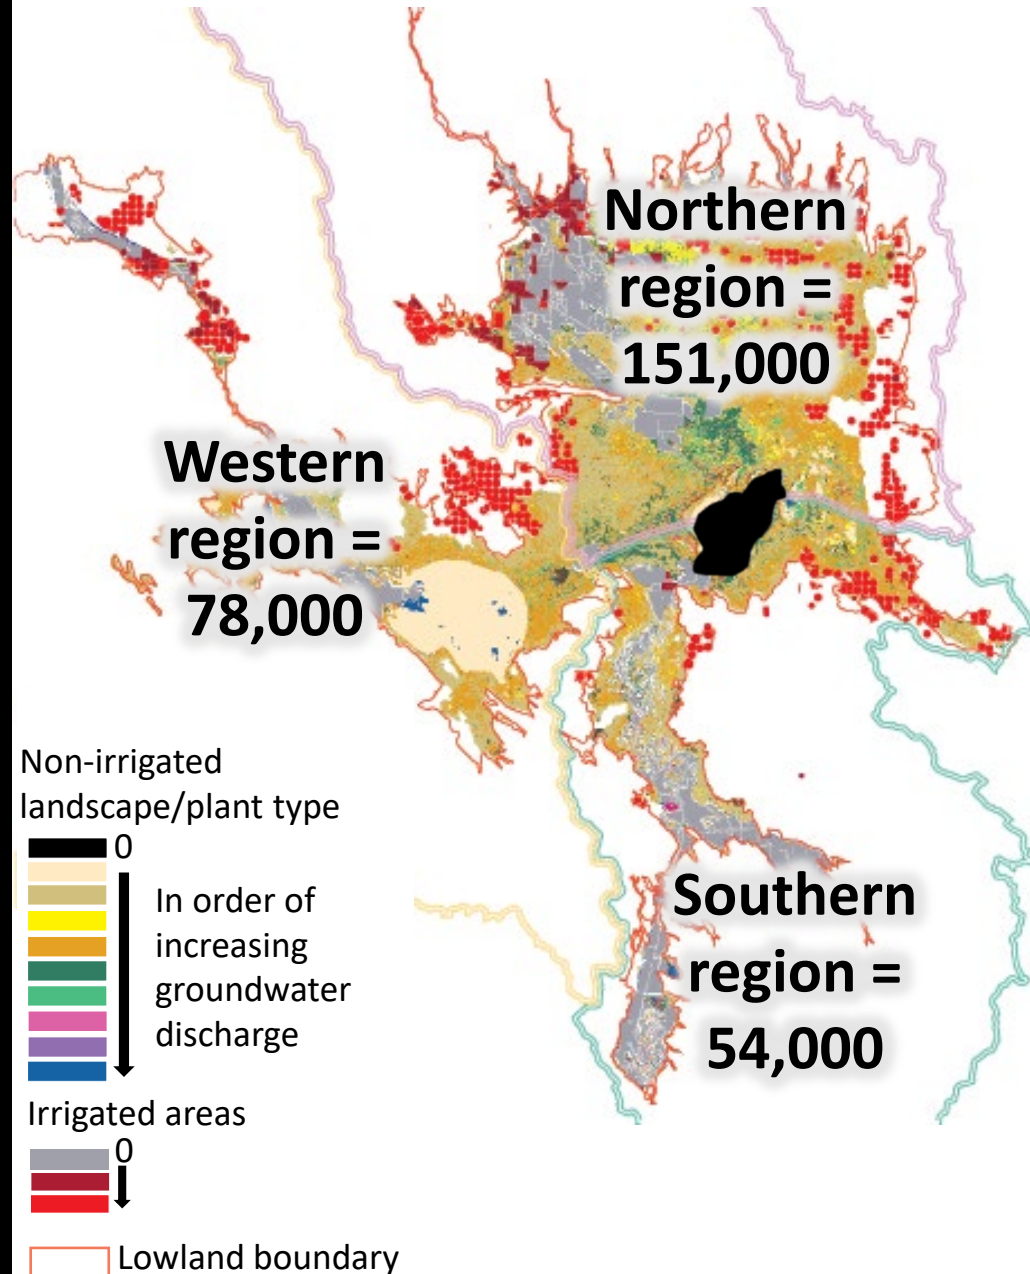 Northern
region =
151,000
Western
region =
78,000
Southern
region =
54,000
Non-irrigated
landscape/plant type
0
In order of
increasing
groundwater
discharge
Irrigated areas
0
Lowland boundary